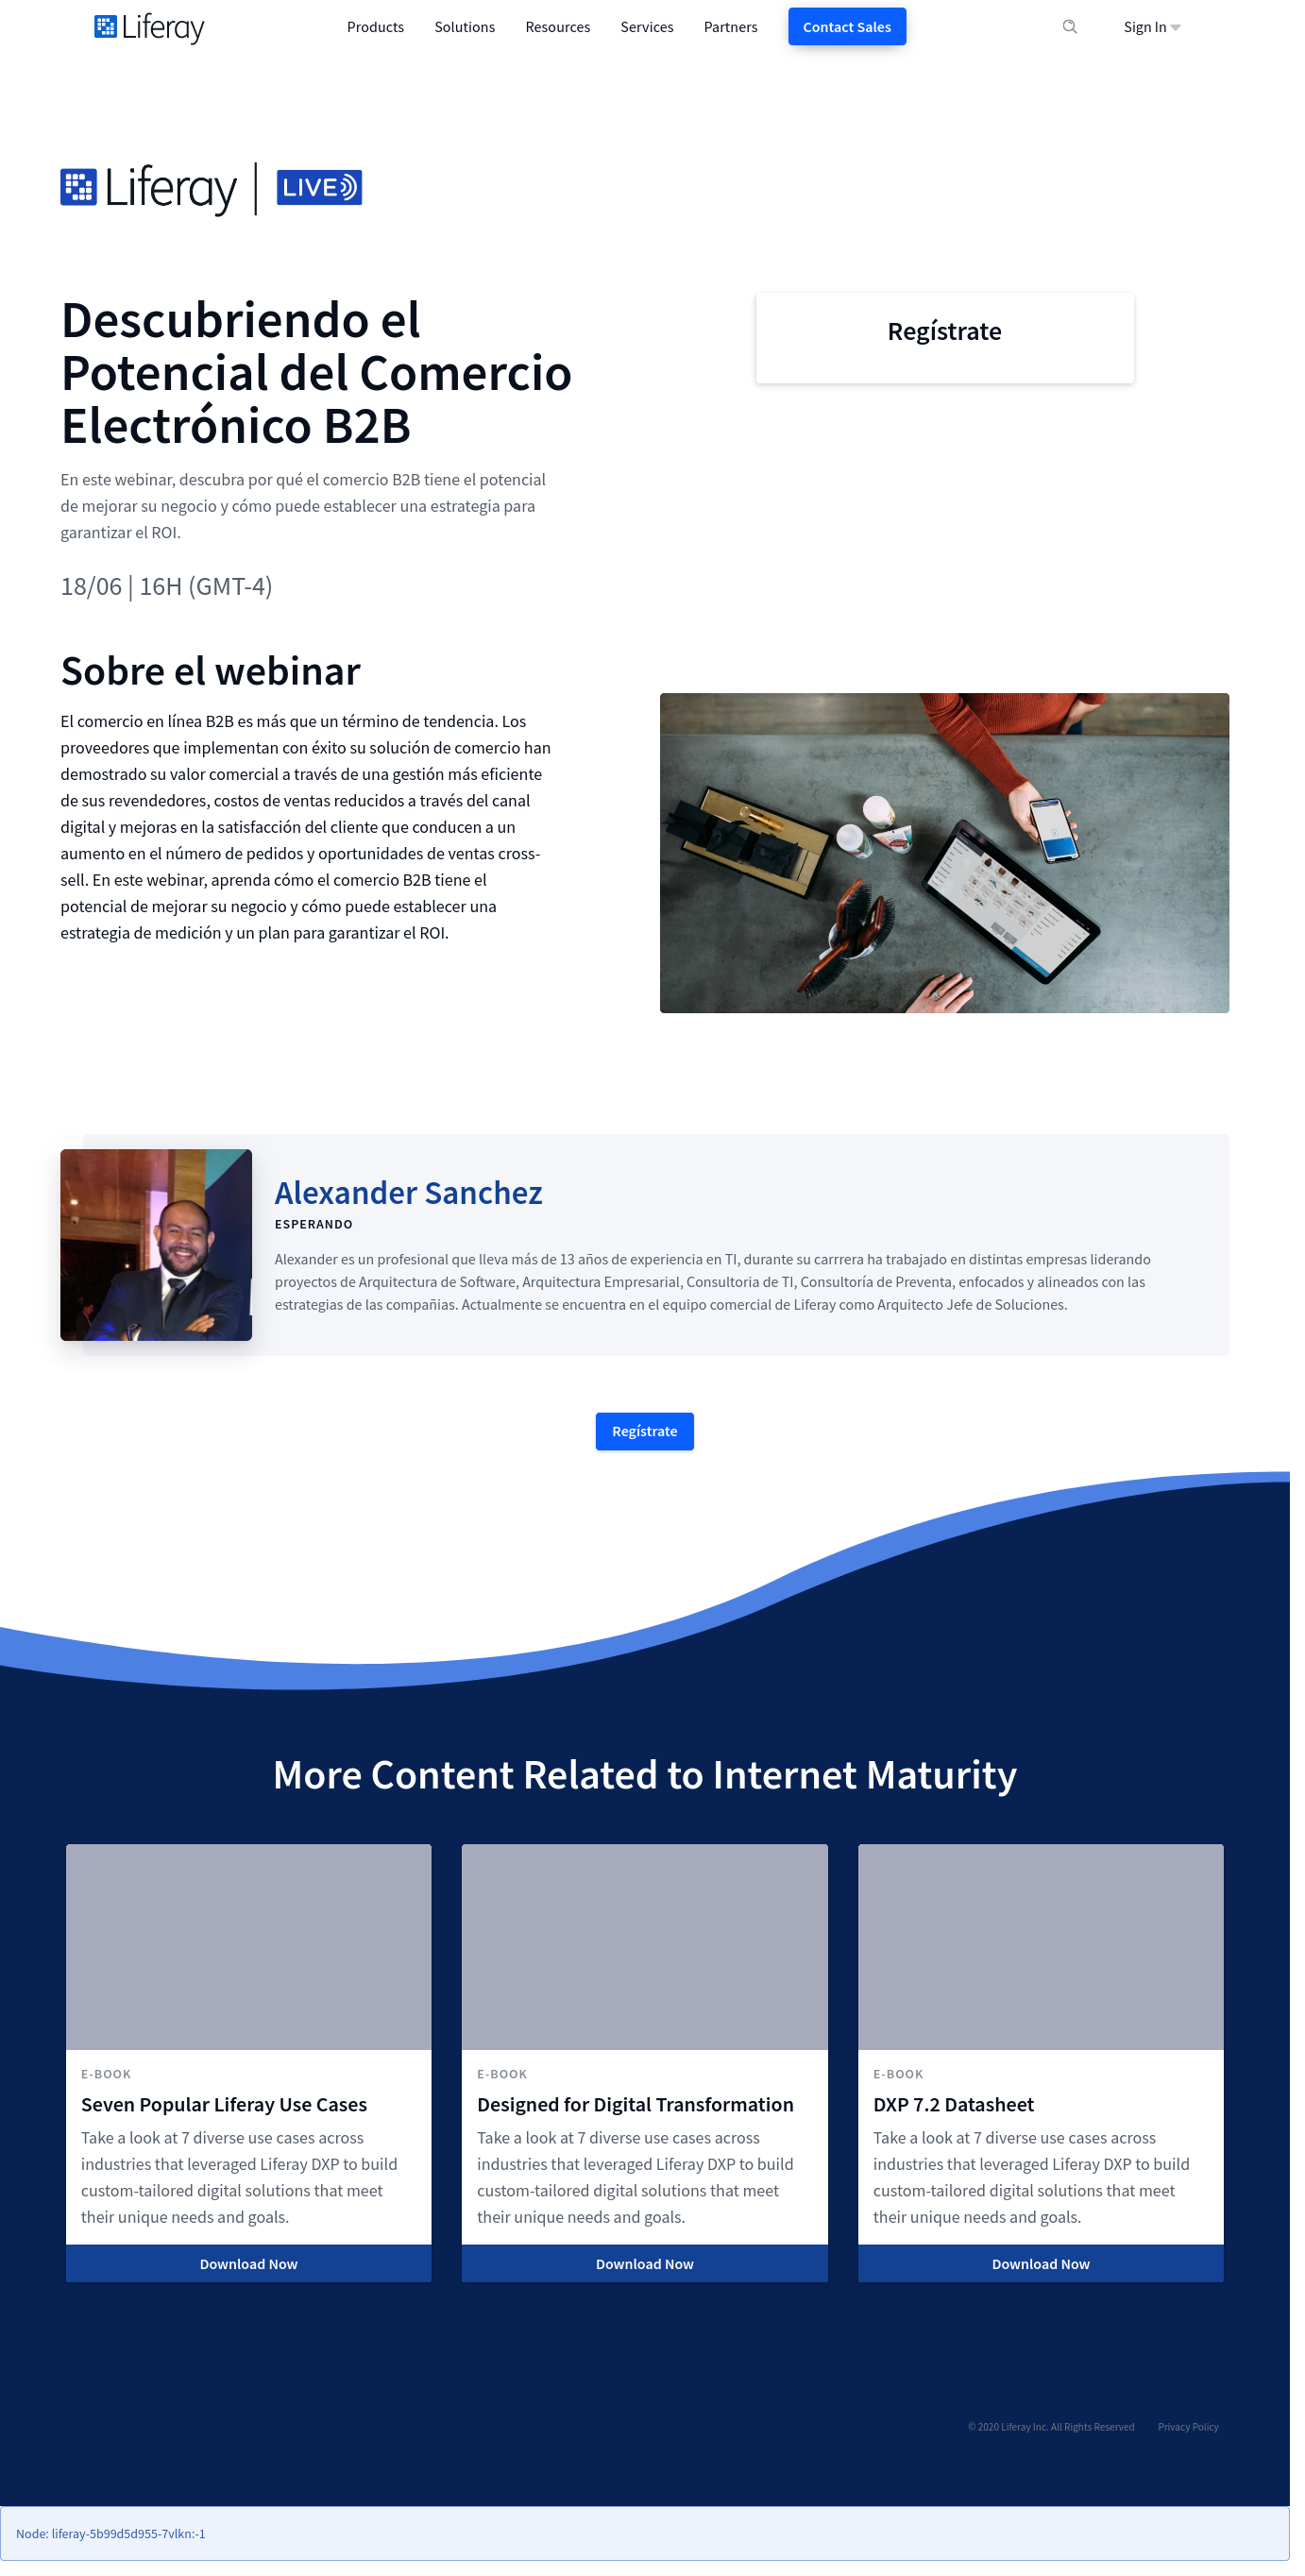 Liferay
Products Solutions Resources Services Partners Contact Sales Sign In
Liferay | LIVE
Descubriendo el
Potencial del Comercio
Electrónico B2B
Regístrate
En este webinar, descubra por qué el comercio B2B tiene el potencial
de mejorar su negocio y cómo puede establecer una estrategia para
garantizar el ROI.
18/06 | 16H (GMT-4)
Sobre el webinar
El comercio en línea B2B es más que un término de tendencia. Los
proveedores que implementan con éxito su solución de comercio han
demostrado su valor comercial a través de una gestión más eficiente
de sus revendedores, costos de ventas reducidos a través del canal
digital y mejoras en la satisfacción del cliente que conducen a un
aumento en el número de pedidos y oportunidades de ventas cross-
sell. En este webinar, aprenda cómo el comercio B2B tiene el
potencial de mejorar su negocio y cómo puede establecer una
estrategia de medición y un plan para garantizar el ROI.
Alexander Sanchez
ESPERANDO
Alexander es un profesional que lleva más de 13 años de experiencia en TI, durante su carrrera ha trabajado en distintas empresas liderando
proyectos de Arquitectura de Software, Arquitectura Empresarial, Consultoria de TI, Consultoría de Preventa, enfocados y alineados con las
estrategias de las compañias. Actualmente se encuentra en el equipo comercial de Liferay como Arquitecto Jefe de Soluciones.
Regístrate
More Content Related to Internet Maturity
E-BOOK
Seven Popular Liferay Use Cases
Take a look at 7 diverse use cases across
industries that leveraged Liferay DXP to build
custom-tailored digital solutions that meet
their unique needs and goals.
Download Now
E-BOOK
Designed for Digital Transformation
Take a look at 7 diverse use cases across
industries that leveraged Liferay DXP to build
custom-tailored digital solutions that meet
their unique needs and goals.
Download Now
E-BOOK
DXP 7.2 Datasheet
Take a look at 7 diverse use cases across
industries that leveraged Liferay DXP to build
custom-tailored digital solutions that meet
their unique needs and goals.
Download Now
© 2020 Liferay Inc. All Rights Reserved Privacy Policy
Node: liferay-5b99d5d955-7vlkn:-1